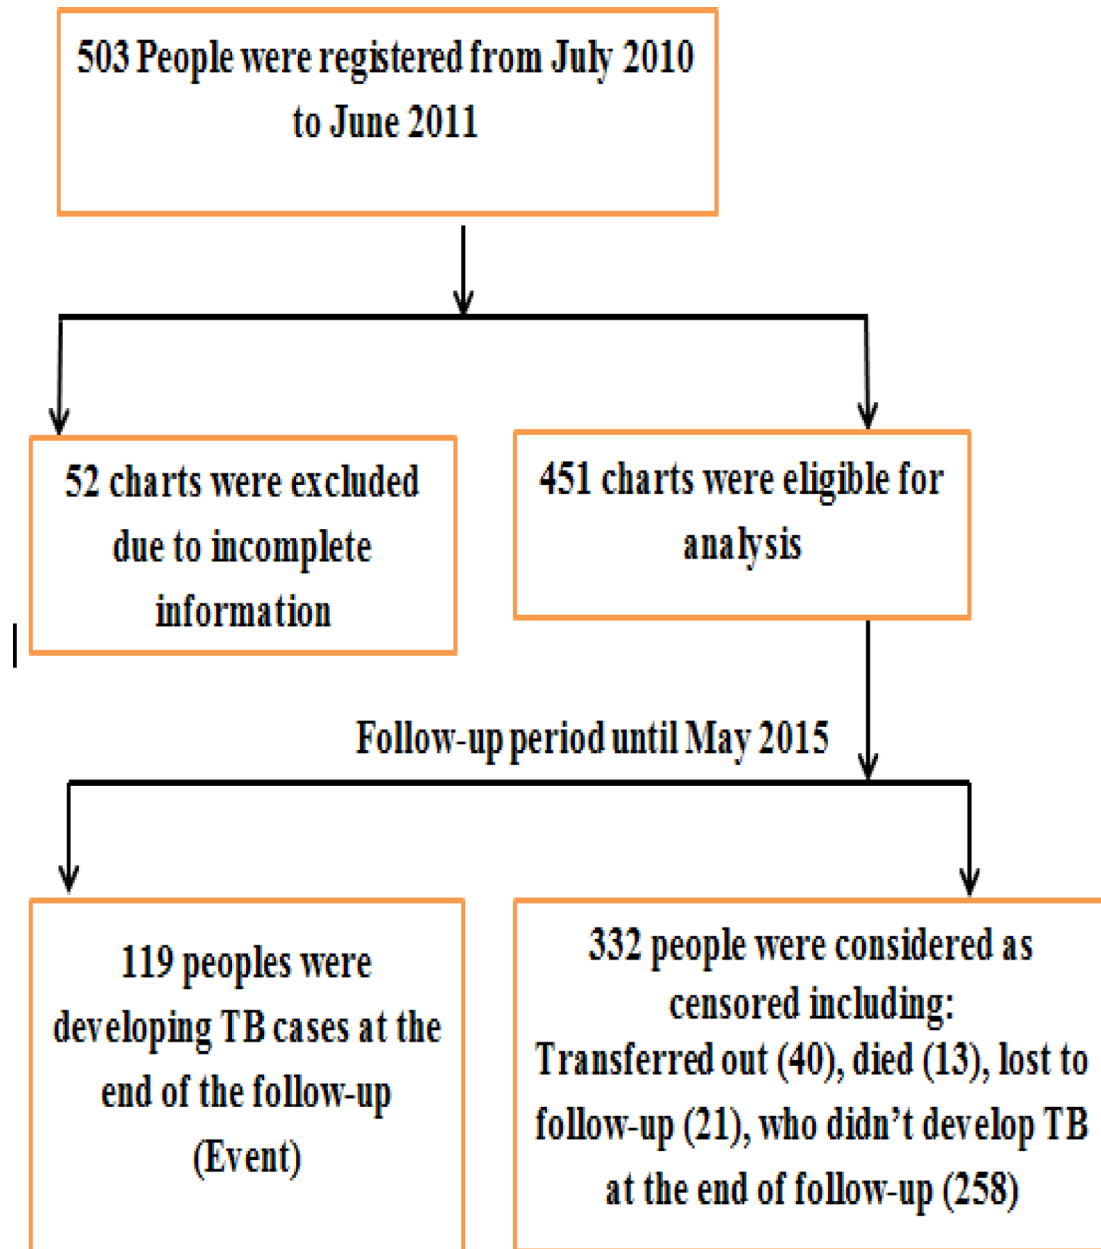 503 People were registered from July 2010
to June 2011
52 charts were excluded
due to incomplete
information
451 charts were eligible for
analysis
Follow-up period until May 2015
119 peoples were
developing TB cases at the
end of the follow-up
(Event)
332 people were considered as
censored including:
Transferred out (40), died (13), lost to
follow-up (21), who didn't develop TB
at the end of follow-up (258)